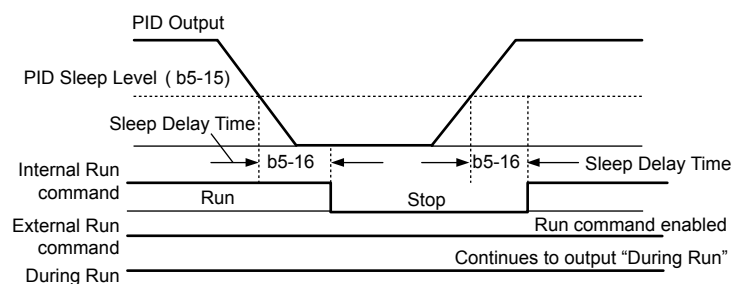 PID Output
PID Sleep Level ( b5-15)
Sleep Delay Time
b5-16
b5-16
Sleep Delay Time
Internal Run
command
Run
Stop
External Run
command
Run command enabled
Continues to output “During Run”
During Run